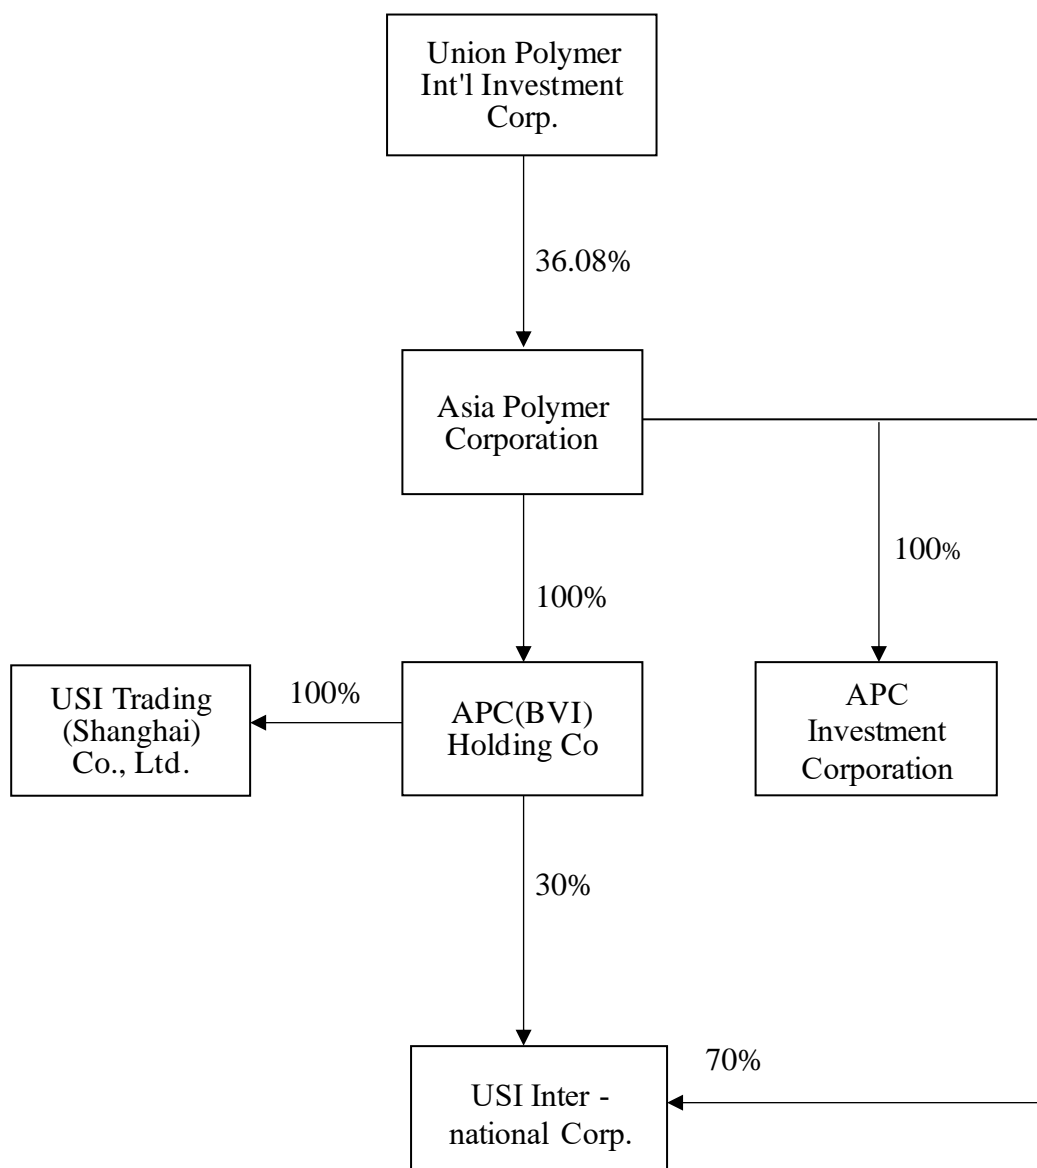 Union Polymer
Int'l Investment
Corp.
36.08%
Asia Polymer
Corporation
100%
100%
USI Trading
(Shanghai)
Co., Ltd.
100%
APC(BVI)
Holding Co
APC
Investment
Corporation
30%
70%
USI Inter -
national Corp.